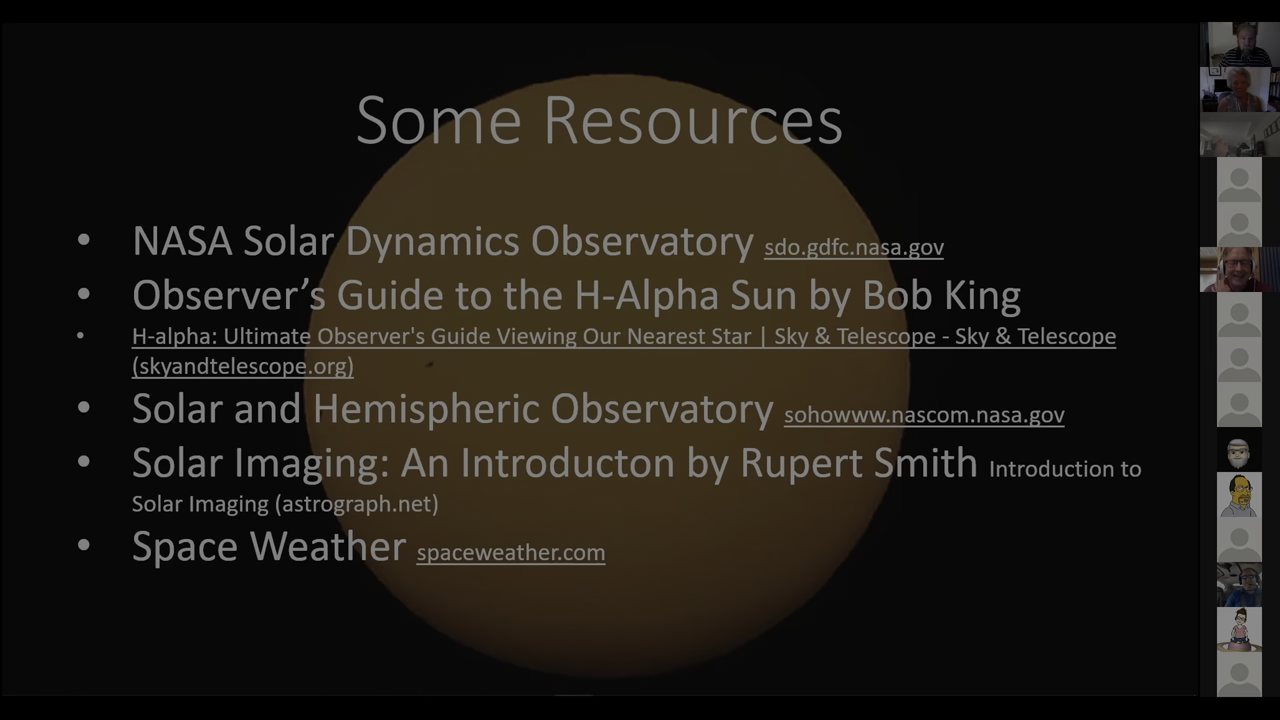 Some Resources
• NASA Solar Dynamics Observatory sdo.gdfc.nasa.gov
• Observer's Guide to the H-Alpha Sun by Bob King
• H-alpha: Ultimate Observer's Guide Viewing Our Nearest Star | Sky & Telescope - Sky & Telescope
(skyandtelescope.org)
• Solar and Hemispheric Observatory sohowww.nascom.nasa.gov
• Solar Imaging: An Introducton by Rupert Smith Introduction to
Solar Imaging (astrograph.net)
• Space Weather spaceweather.com